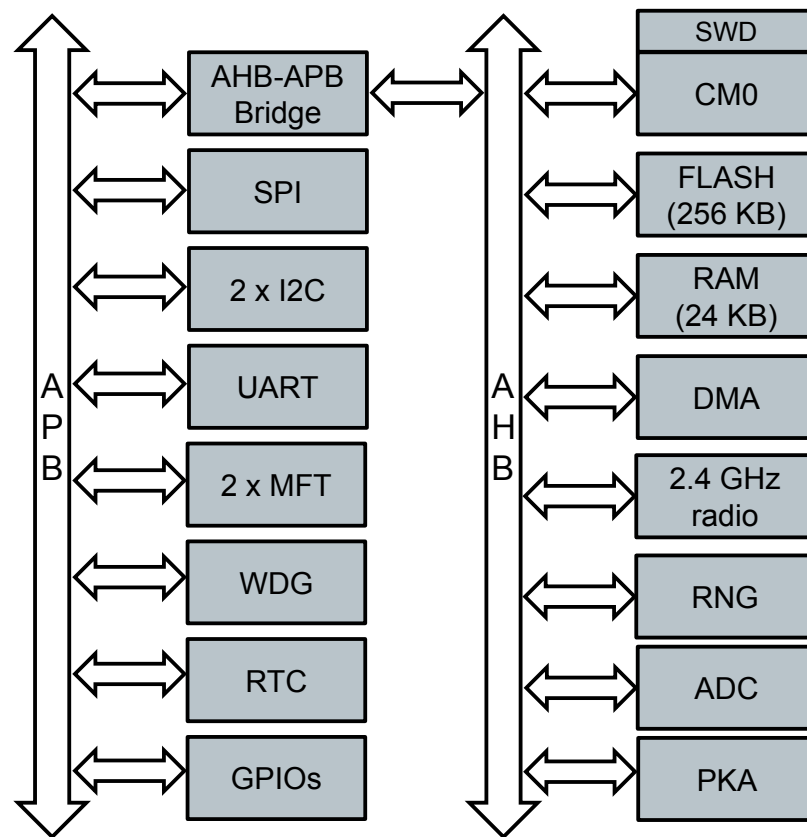 AHB-APB
Bridge
SPI
2 x I2C
UART
2 x MFT
WDG
RTC
GPIOs
A
P
B
A
H
B
SWD
CM0
FLASH
(256 KB)
RAM
(24 KB)
DMA
2.4 GHz
radio
RNG
ADC
PKA